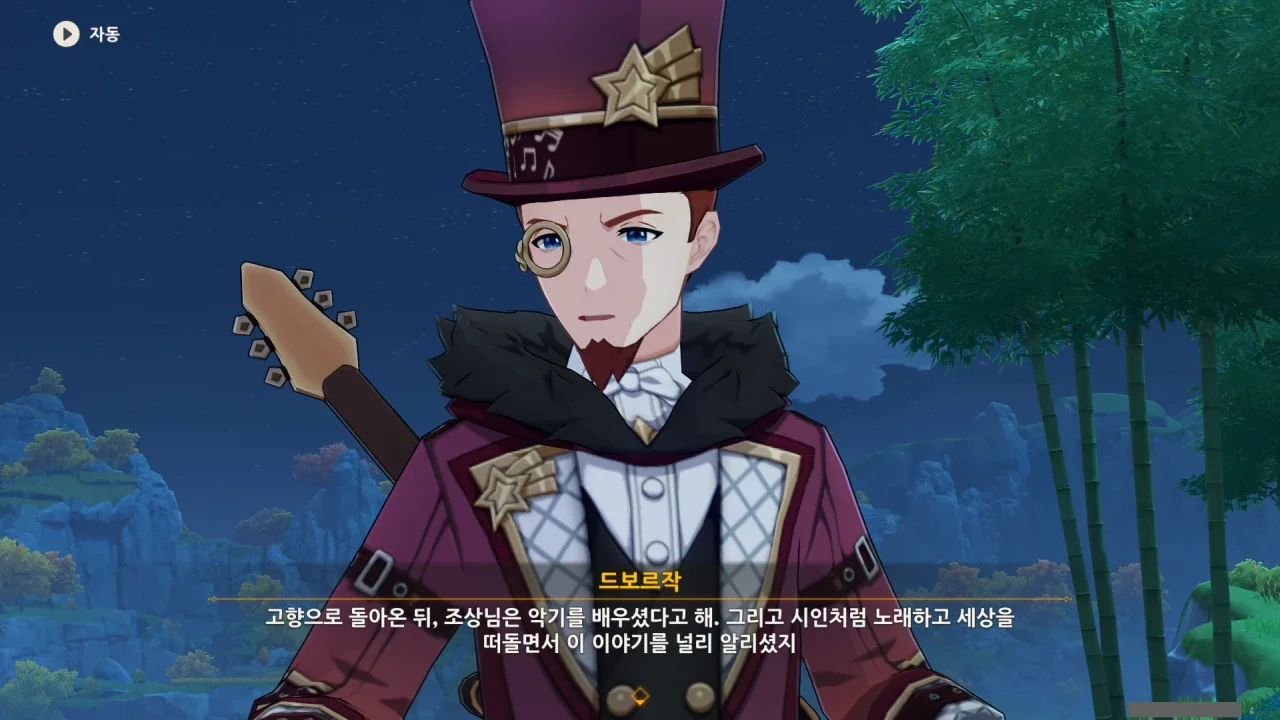 자동
드보르작
고향으로 돌아온 뒤, 조상님은 악기를 배우셨다고 해. 그리고 시인처럼 노래하고 세상을
떠돌면서 이 이야기를 널리 알리셨지